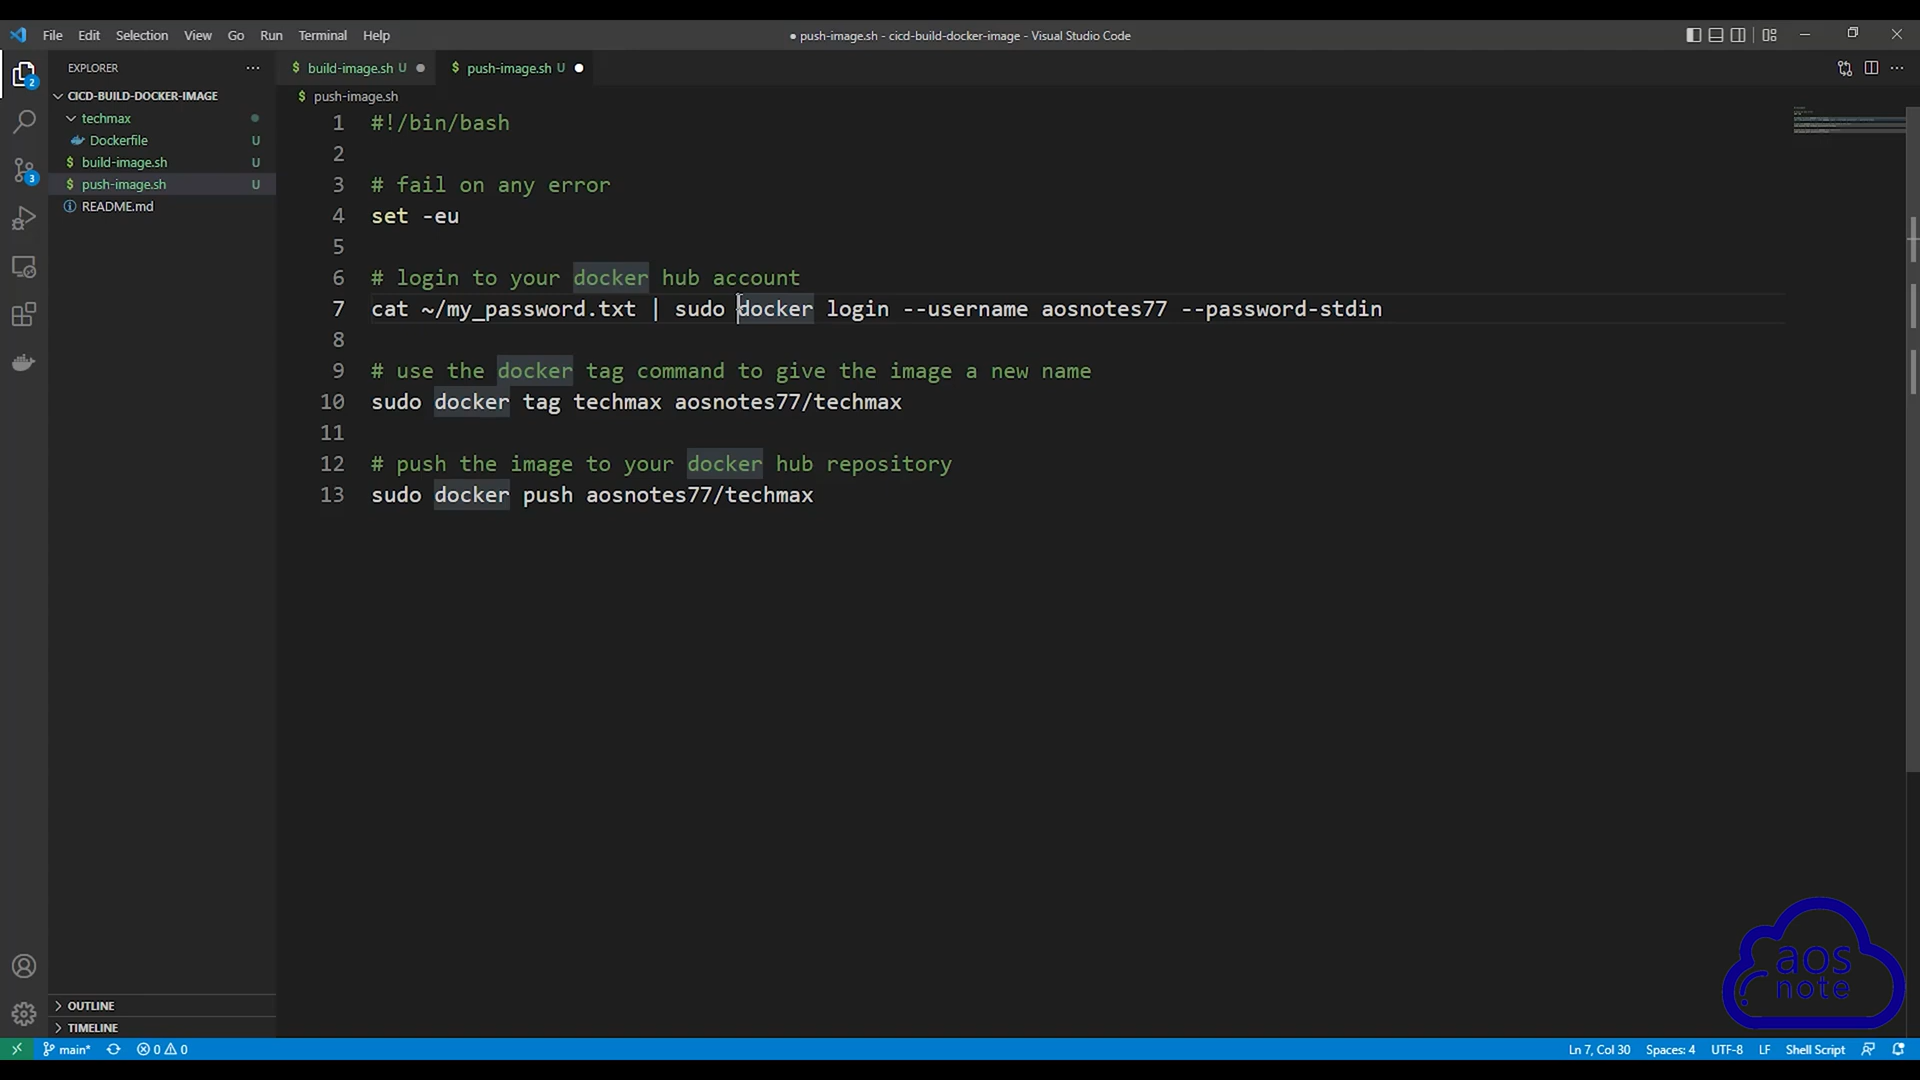 File Edit Selection View Go Run Terminal Help
● push-image.sh - cicd-build-docker-image - Visual Studio Code
EXPLORER
CICD-BUILD-DOCKER-IMAGE
techmax
Dockerfile U
build-image.sh U
push-image.sh U
README.md
2
3
$ build-image.sh U ●
$ push-image.sh U ●
$ push-image.sh
1 #!/bin/bash
2
3 # fail on any error
4 set -eu
5
6 # login to your docker hub account
7 cat ~/my_password.txt | sudo docker login --username aosnotes77 --password-stdin
8
9 # use the docker tag command to give the image a new name
10 sudo docker tag techmax aosnotes77/techmax
11
12 # push the image to your docker hub repository
13 sudo docker push aosnotes77/techmax
OUTLINE
TIMELINE
aos
note
main* 0 0
Ln 7, Col 30 Spaces: 4 UTF-8 LF Shell Script